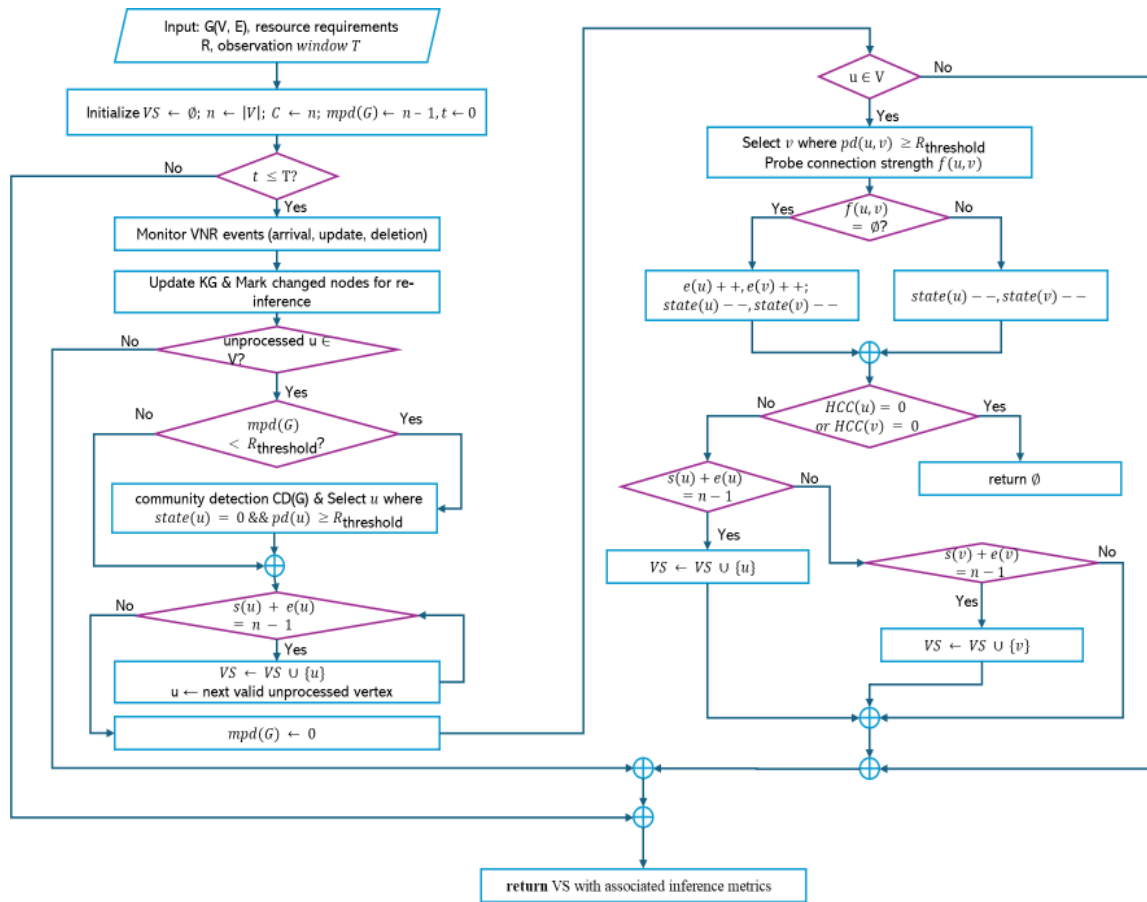 Input: G(V, E), resource requirements
R, observation window T
Initialize VS ← ∅; n ← |V|; C ← n; mpd(G) ← n − 1, t ← 0
No
t ≤ T?
Yes
Monitor VNR events (arrival, update, deletion)
Update KG & Mark changed nodes for re-
inference
No
unprocessed u ∈
V?
Yes
No
mpd(G)
< Rthreshold?
Yes
community detection CD(G) & Select u where
state(u) = 0 && pd(u) ≥ Rthreshold
No
s(u) + e(u)
= n − 1
Yes
VS ← VS ∪ {u}
u ← next valid unprocessed vertex
mpd(G) ← 0
u ∈ V
No
Yes
Select v where pd(u, v) ≥ Rthreshold
Probe connection strength f(u, v)
Yes
f(u, v)
= ∅?
No
e(u) + +, e(v) + +;
state(u) − −, state(v) − −
state(u) − −, state(v) − −
No
HCC(u) = 0
or HCC(v) = 0
Yes
return ∅
s(u) + e(u)
= n − 1
No
Yes
VS ← VS ∪ {u}
s(v) + e(v)
= n − 1
No
Yes
VS ← VS ∪ {v}
return VS with associated inference metrics